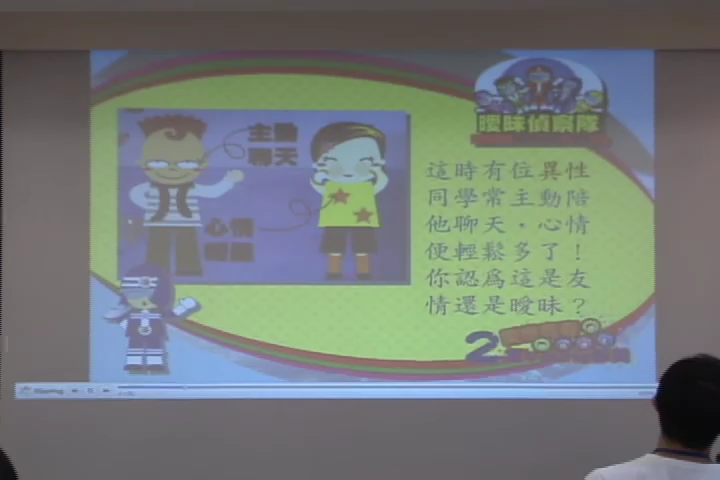 曖昧偵察隊
主動
聊天
心情
這時有位異性
同學常主動陪
他聊天，心情
便輕鬆多了！
你認為這是友
情還是曖昧？
2